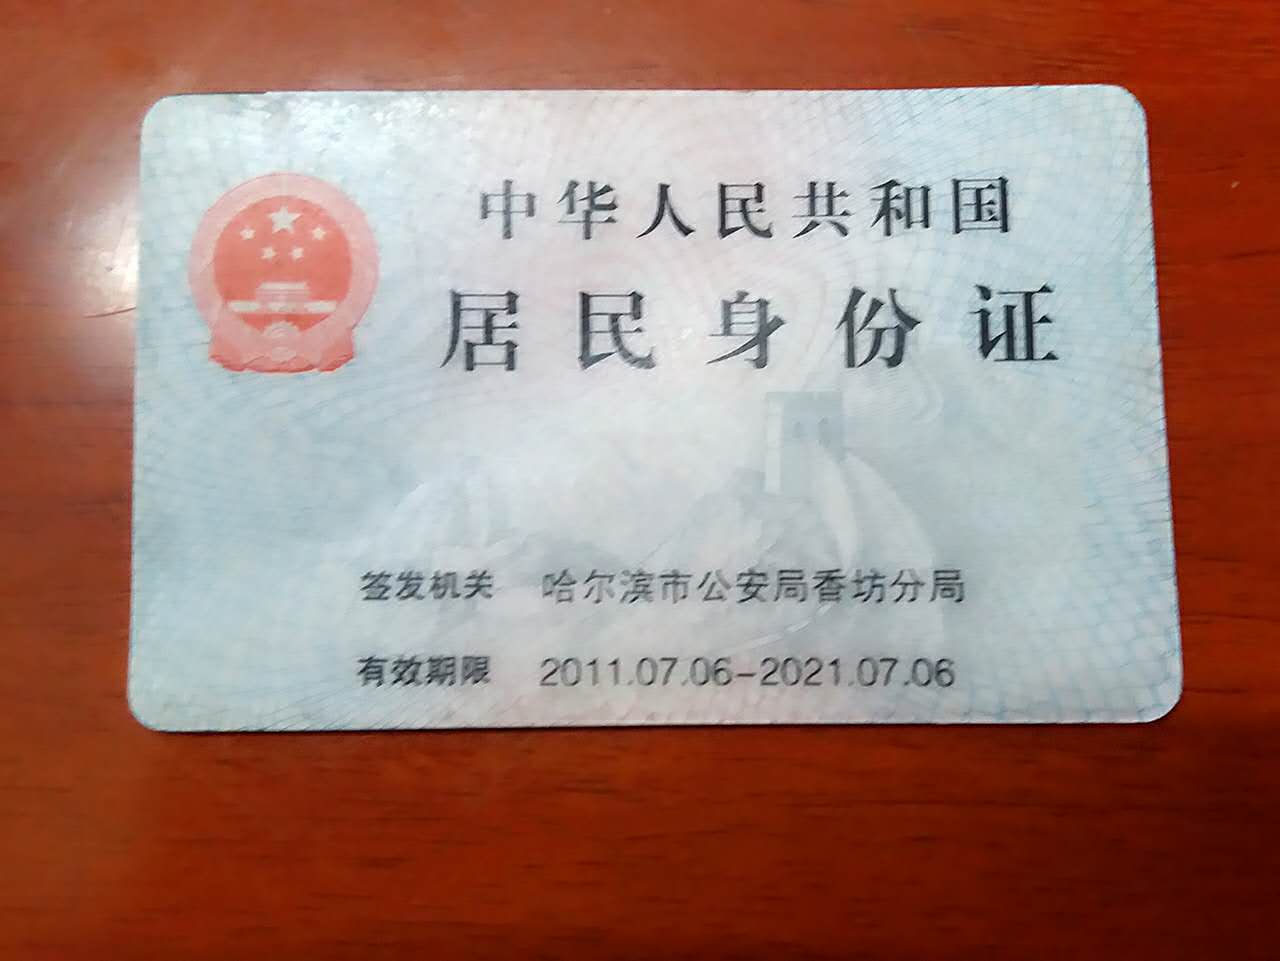 中华人民共和国
居民身份证
签发机关 哈尔滨市公安局香坊分局
有效期限 2011.07.06-2021.07.06